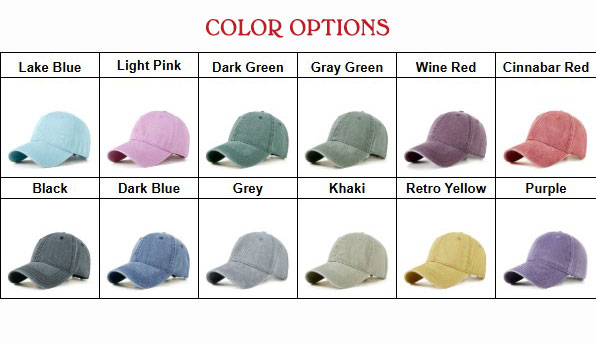 COLOR OPTIONS
Lake Blue Light Pink Dark Green Gray Green Wine Red Cinnabar Red
Black Dark Blue Grey Khaki Retro Yellow Purple